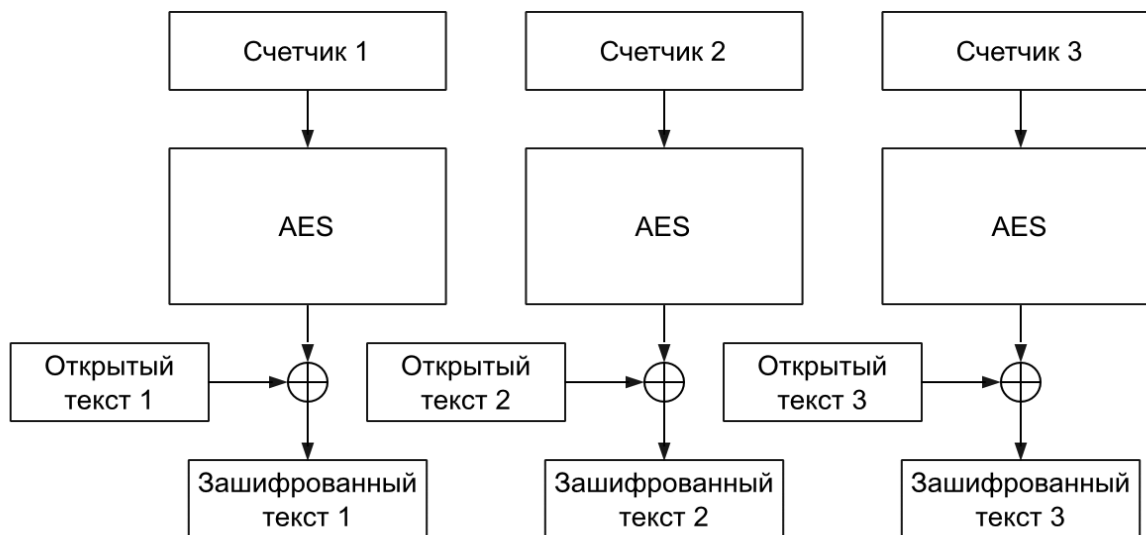 Счетчик 1
Счетчик 2
Счетчик 3
AES
AES
AES
Открытый
текст 1
Открытый
текст 2
Открытый
текст 3
Зашифрованный
текст 1
Зашифрованный
текст 2
Зашифрованный
текст 3